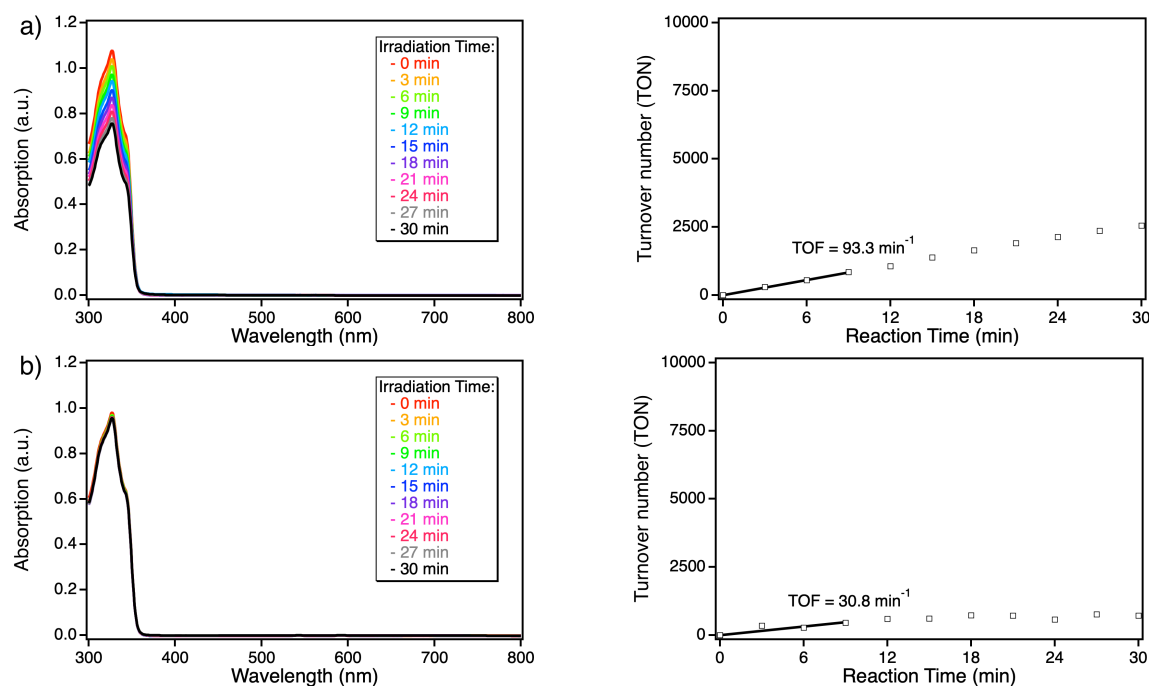 a)
1.2
1.0
0.8
0.6
0.4
0.2
0.0
Absorption (a.u.)
300 400 500 600 700 800
Wavelength (nm)
Irradiation Time:
- 0 min
- 3 min
- 6 min
- 9 min
- 12 min
- 15 min
- 18 min
- 21 min
- 24 min
- 27 min
- 30 min
10000
7500
5000
2500
0
Turnover number (TON)
TOF = 93.3 min⁻¹
0 6 12 18 24 30
Reaction Time (min)
b)
1.2
1.0
0.8
0.6
0.4
0.2
0.0
Absorption (a.u.)
300 400 500 600 700 800
Wavelength (nm)
Irradiation Time:
- 0 min
- 3 min
- 6 min
- 9 min
- 12 min
- 15 min
- 18 min
- 21 min
- 24 min
- 27 min
- 30 min
10000
7500
5000
2500
0
Turnover number (TON)
TOF = 30.8 min⁻¹
0 6 12 18 24 30
Reaction Time (min)